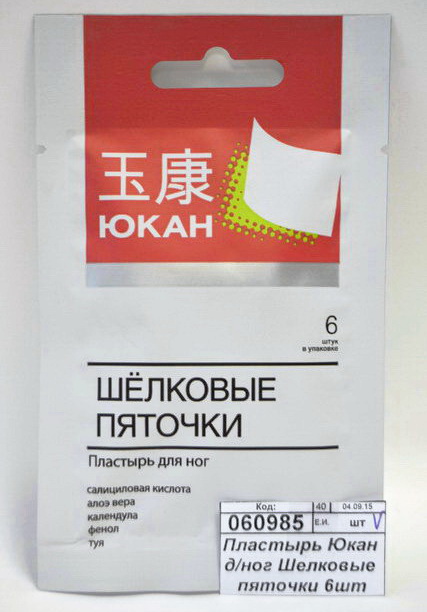 玉康
ЮКАН
6
штук
в упаковке
ШЁЛКОВЫЕ
ПЯТОЧКИ
Пластырь для ног
салициловая кислота
алоэ вера
календула
фенол
туя
Код: 40 04.09.15
060985 Е.И. шт V
Пластырь Юкан
д/ног Шелковые
пяточки 6шт